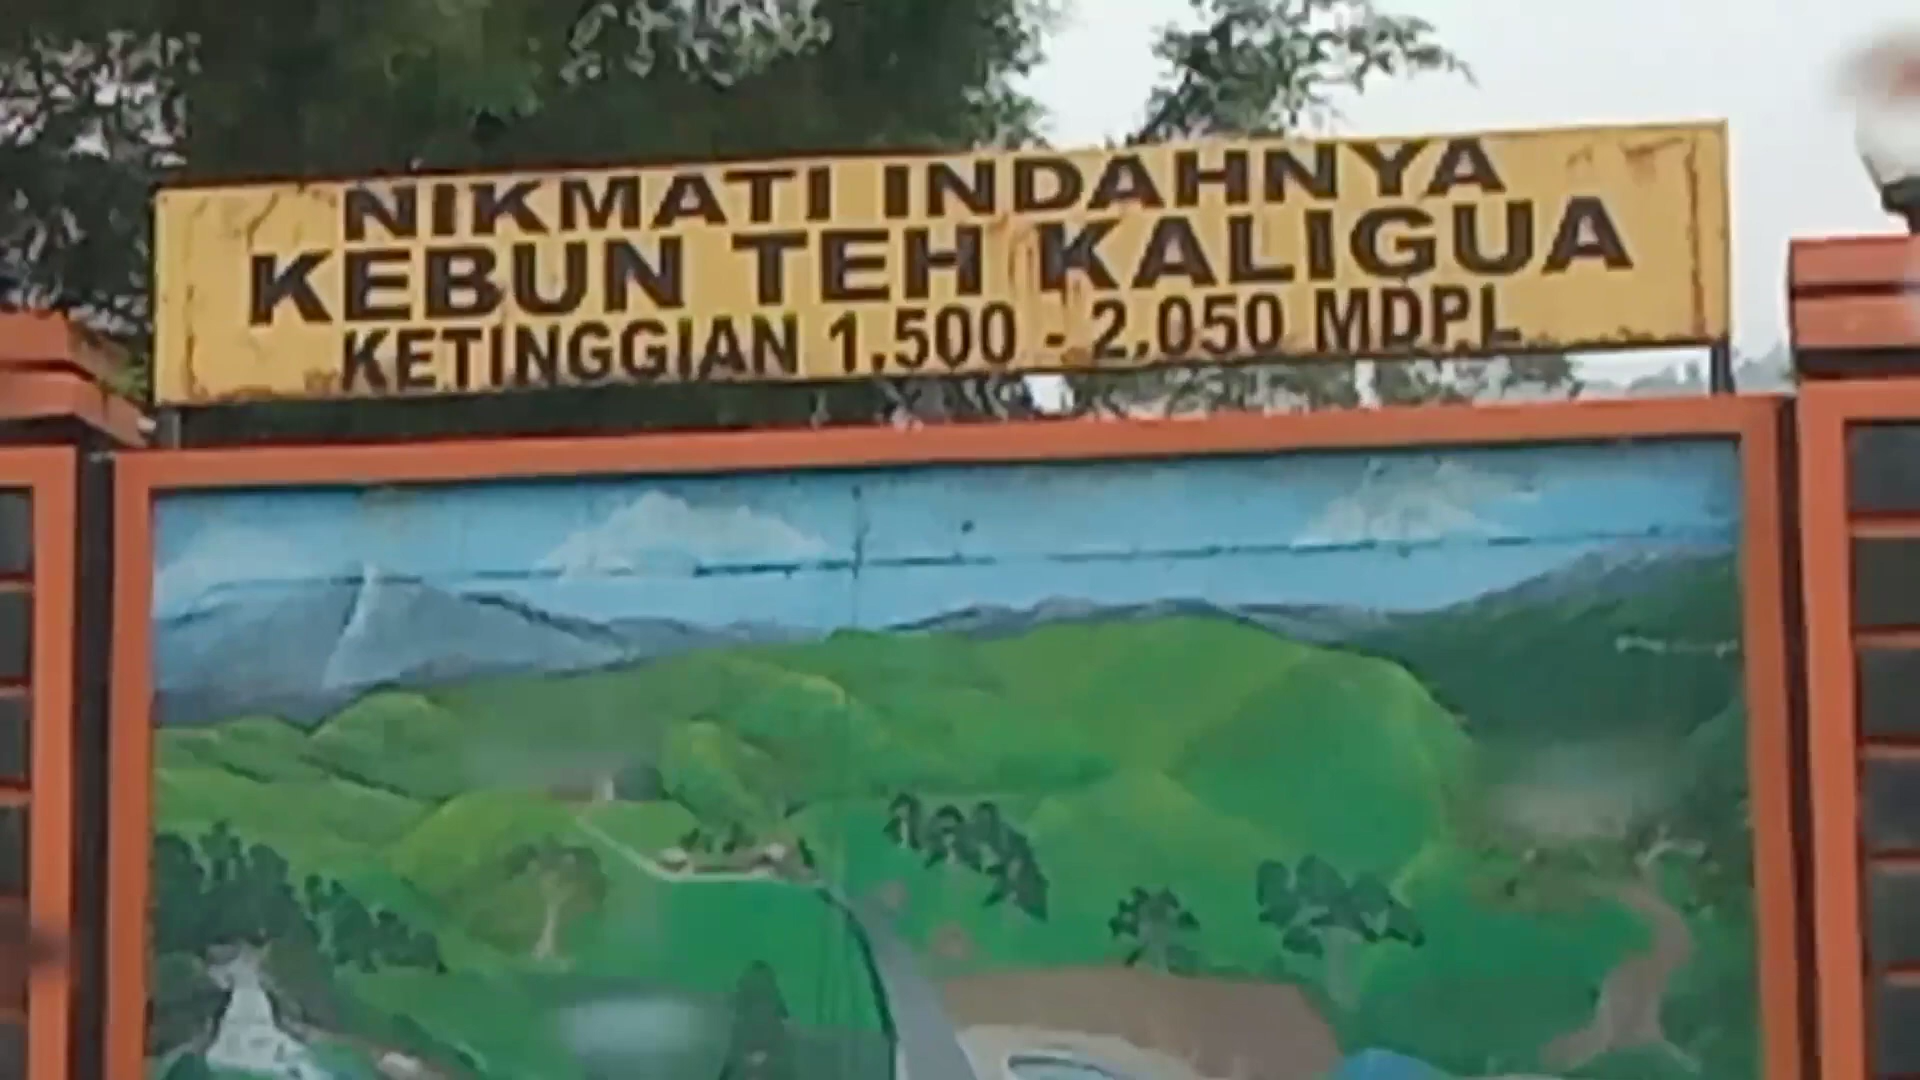 NIKMATI INDAHNYA
KEBUN TEH KALIGUA
KETINGGIAN 1.500 - 2.050 MDPL